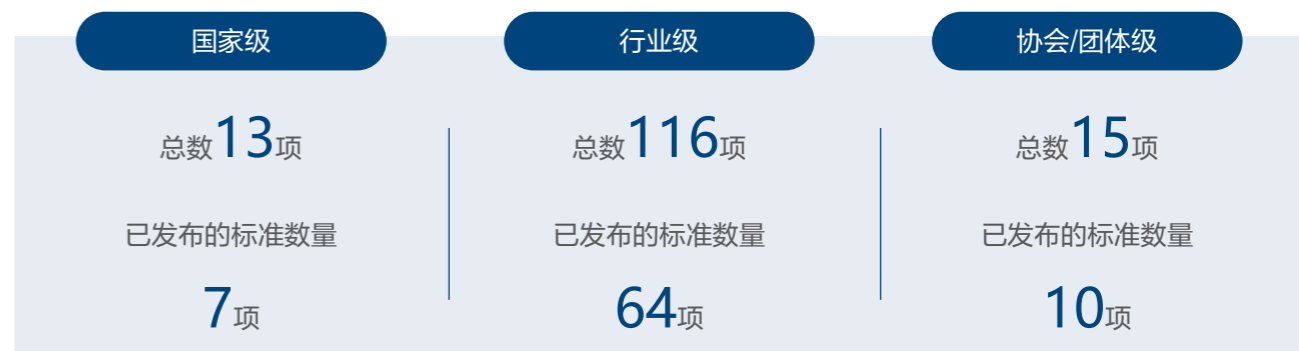 国家级
总数13项
已发布的标准数量
7项
行业级
总数116项
已发布的标准数量
64项
协会/团体级
总数15项
已发布的标准数量
10项